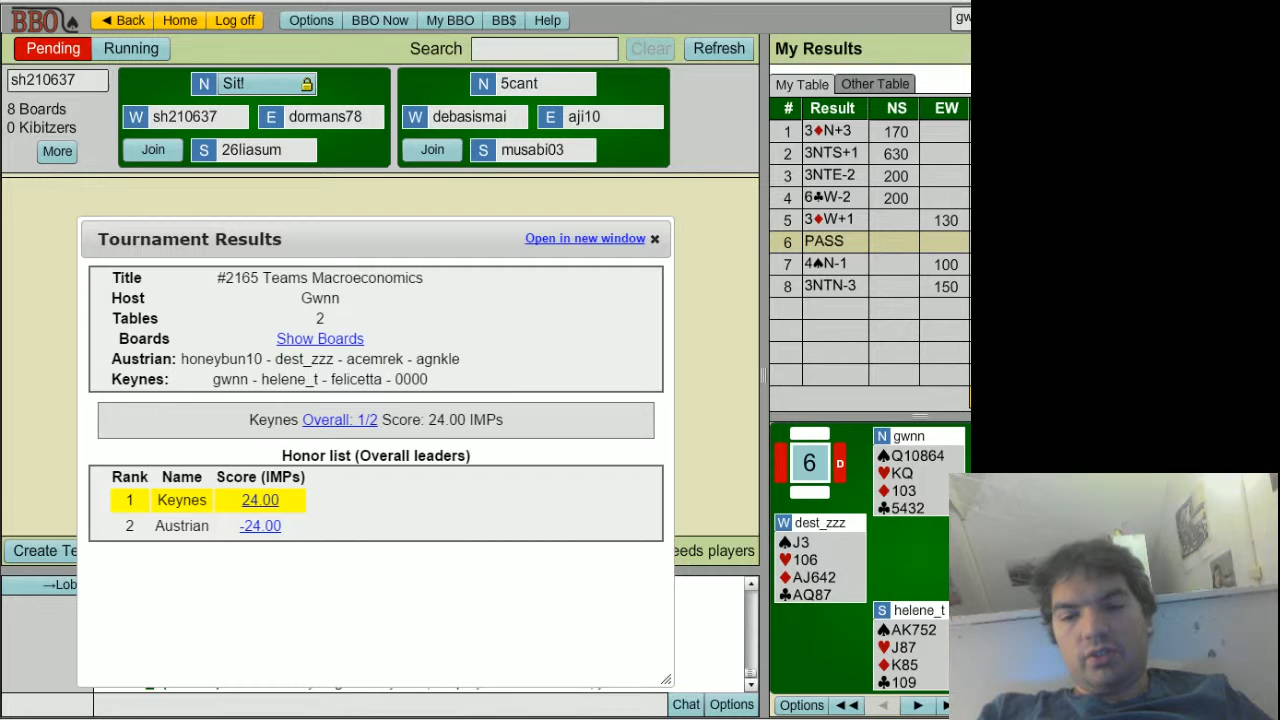 BBO Back Home Log off Options BBO Now My BBO BB$ Help gw
Pending Running Search Clear Refresh
sh210637
8 Boards
0 Kibitzers
More
N Sit!
W sh210637 E dormans78
Join S 26liasum
N 5cant
W debasismai E aji10
Join S musabi03
Tournament Results Open in new window ×
Title #2165 Teams Macroeconomics
Host Gwnn
Tables 2
Boards Show Boards
Austrian: honeybun10 - dest_zzz - acemrek - agnkle
Keynes: gwnn - helene_t - felicetta - 0000
Keynes Overall: 1/2 Score: 24.00 IMPs
Honor list (Overall leaders)
Rank Name Score (IMPs)
1 Keynes 24.00
2 Austrian -24.00
Create Te
eeds players
→Lob
Chat Options
My Results
My Table Other Table
# Result NS EW
1 3♦N+3 170
2 3NTS+1 630
3 3NTE-2 200
4 6♣W-2 200
5 3♦W+1 130
6 PASS
7 4♠N-1 100
8 3NTN-3 150
6 D
N gwnn
♠Q10864
♥KQ
♦103
♣5432
W dest_zzz
♠J3
♥106
♦AJ642
♣AQ87
S helene_t
♠AK752
♥J87
♦K85
♣109
Options